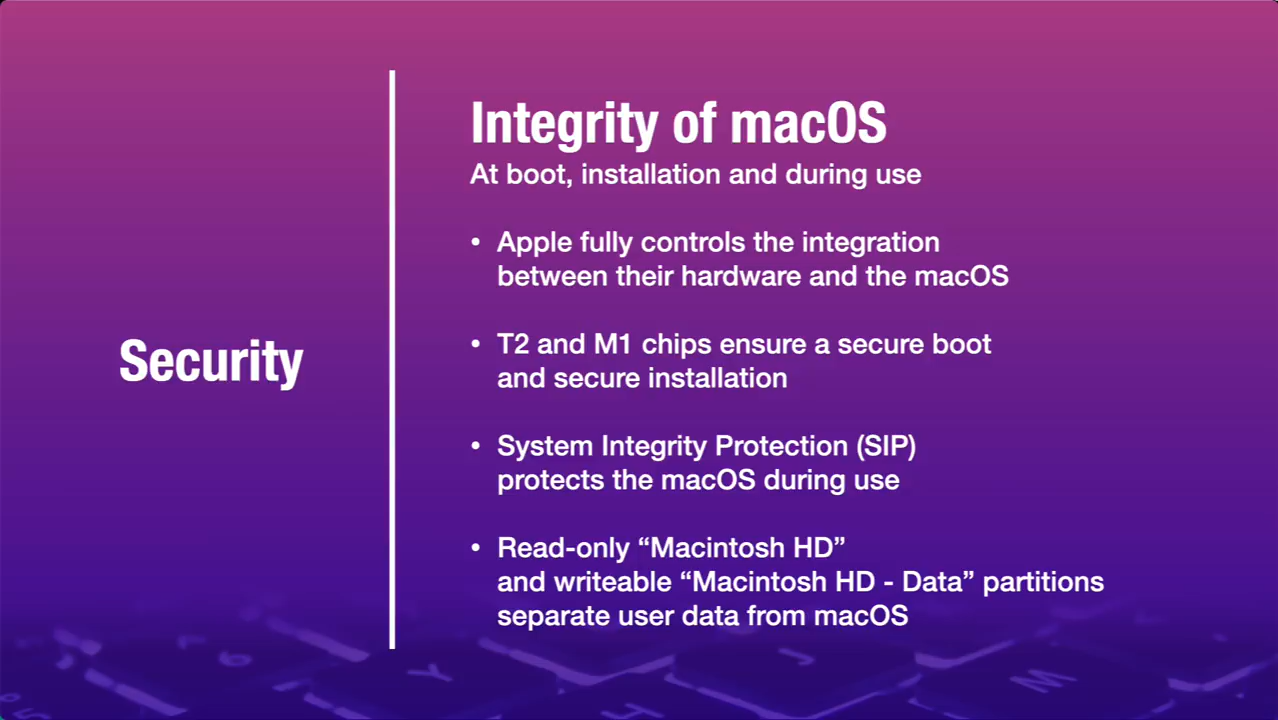 Security
Integrity of macOS
At boot, installation and during use
• Apple fully controls the integration
between their hardware and the macOS
• T2 and M1 chips ensure a secure boot
and secure installation
• System Integrity Protection (SIP)
protects the macOS during use
• Read-only “Macintosh HD”
and writeable “Macintosh HD - Data” partitions
separate user data from macOS
6
Y
J
M
5
H